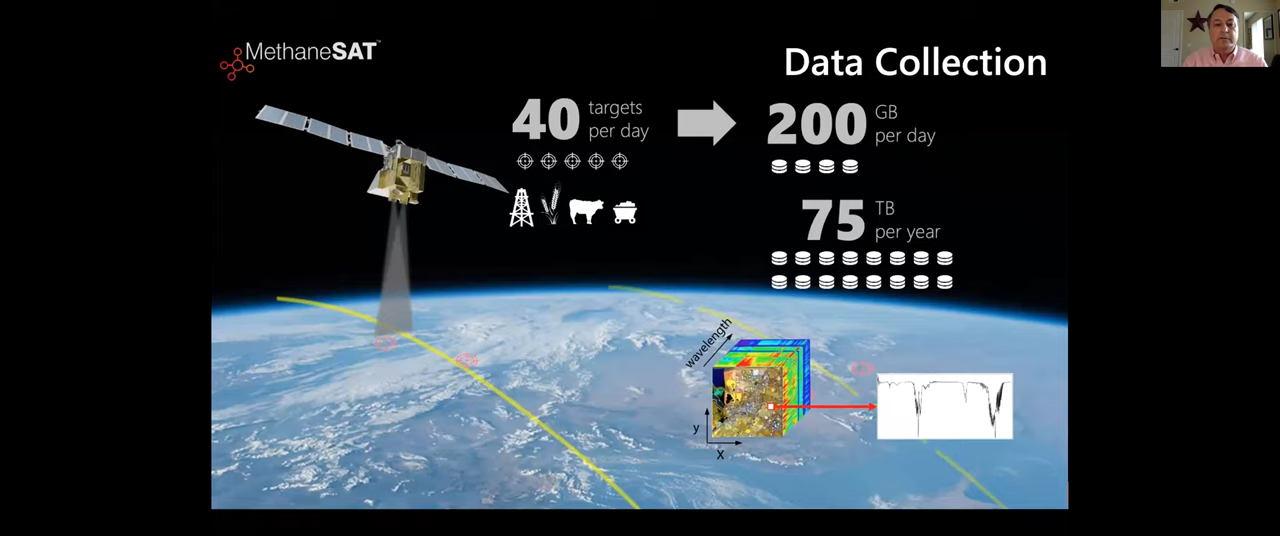 MethaneSAT™
Data Collection
40 targets
per day
200 GB
per day
75 TB
per year
wavelength
y
x